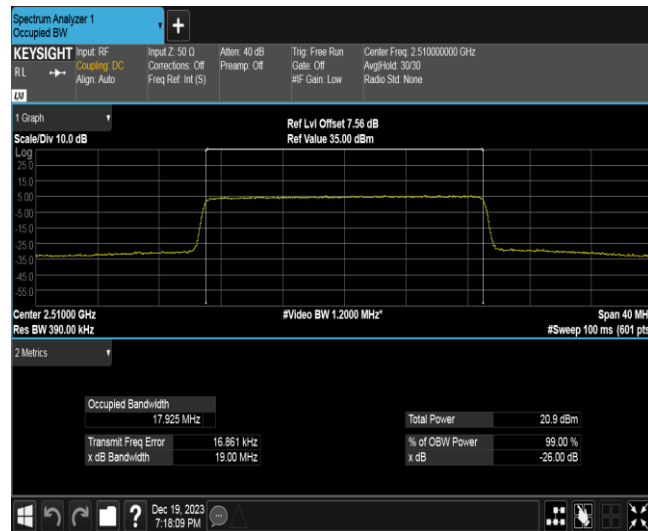 Spectrum Analyzer 1
Occupied BW
+
KEYSIGHT Input: RF Input Z: 50 Ω Atten: 40 dB Trig: Free Run Center Freq: 2.510000000 GHz
RL Coupling: DC Corrections: Off Preamp: Off Gate: Off Avg|Hold: 30/30
Align: Auto Freq Ref: Int (S) #IF Gain: Low Radio Std: None
LXI
1 Graph
Ref Lvl Offset 7.56 dB
Scale/Div 10.0 dB Ref Value 35.00 dBm
Log
25.0
15.0
5.00
-5.00
-15.0
-25.0
-35.0
-45.0
-55.0
Center 2.51000 GHz #Video BW 1.2000 MHz* Span 40 MH
Res BW 390.00 kHz #Sweep 100 ms (601 pts
2 Metrics
Occupied Bandwidth
17.925 MHz Total Power 20.9 dBm
Transmit Freq Error 16.861 kHz % of OBW Power 99.00 %
x dB Bandwidth 19.00 MHz x dB -26.00 dB
? Dec 19, 2023
7:18:09 PM